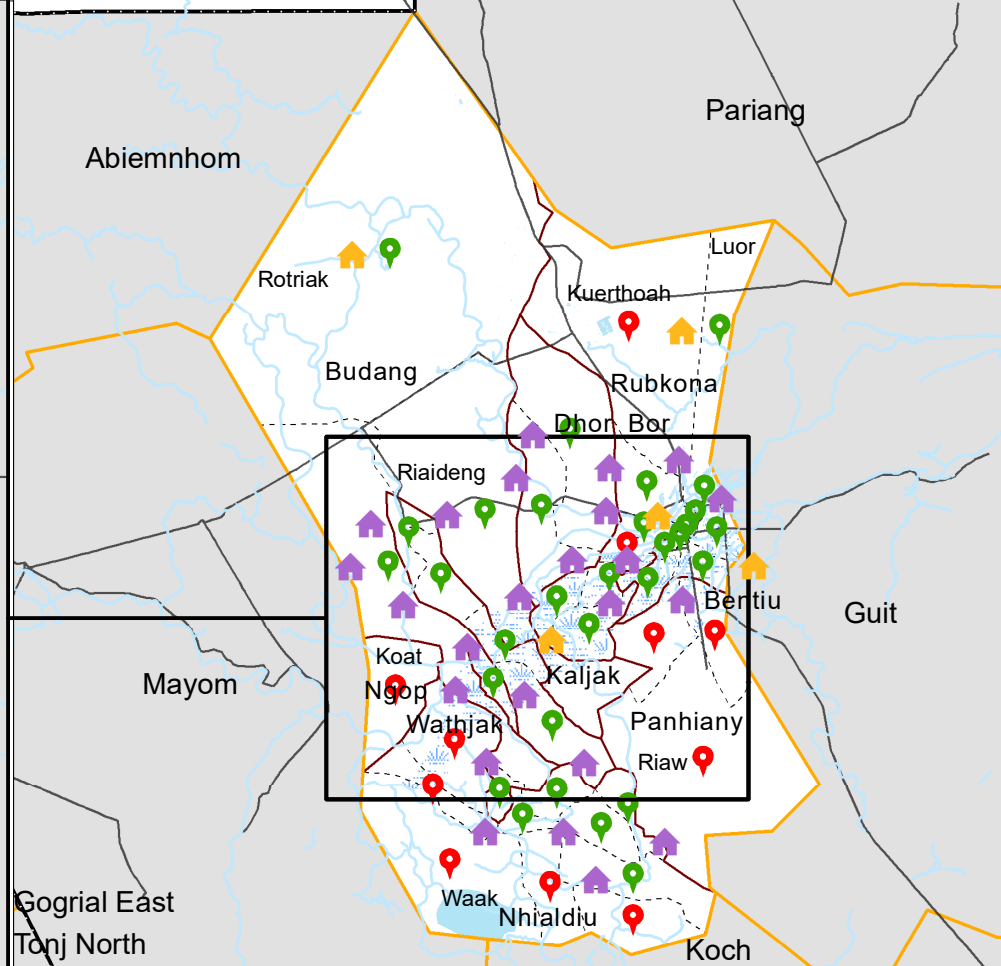 Pariang
Abiemnhom
Luor
Rotriak
Kuerthoah
Budang
Rubkona
Dhor Bor
Riaideng
Bentiu
Guit
Koat
Kaljak
Mayom
Ngop
Wathjak
Panhiany
Riaw
Waak
Gogrial East
Nhialdiu
Tonj North
Koch